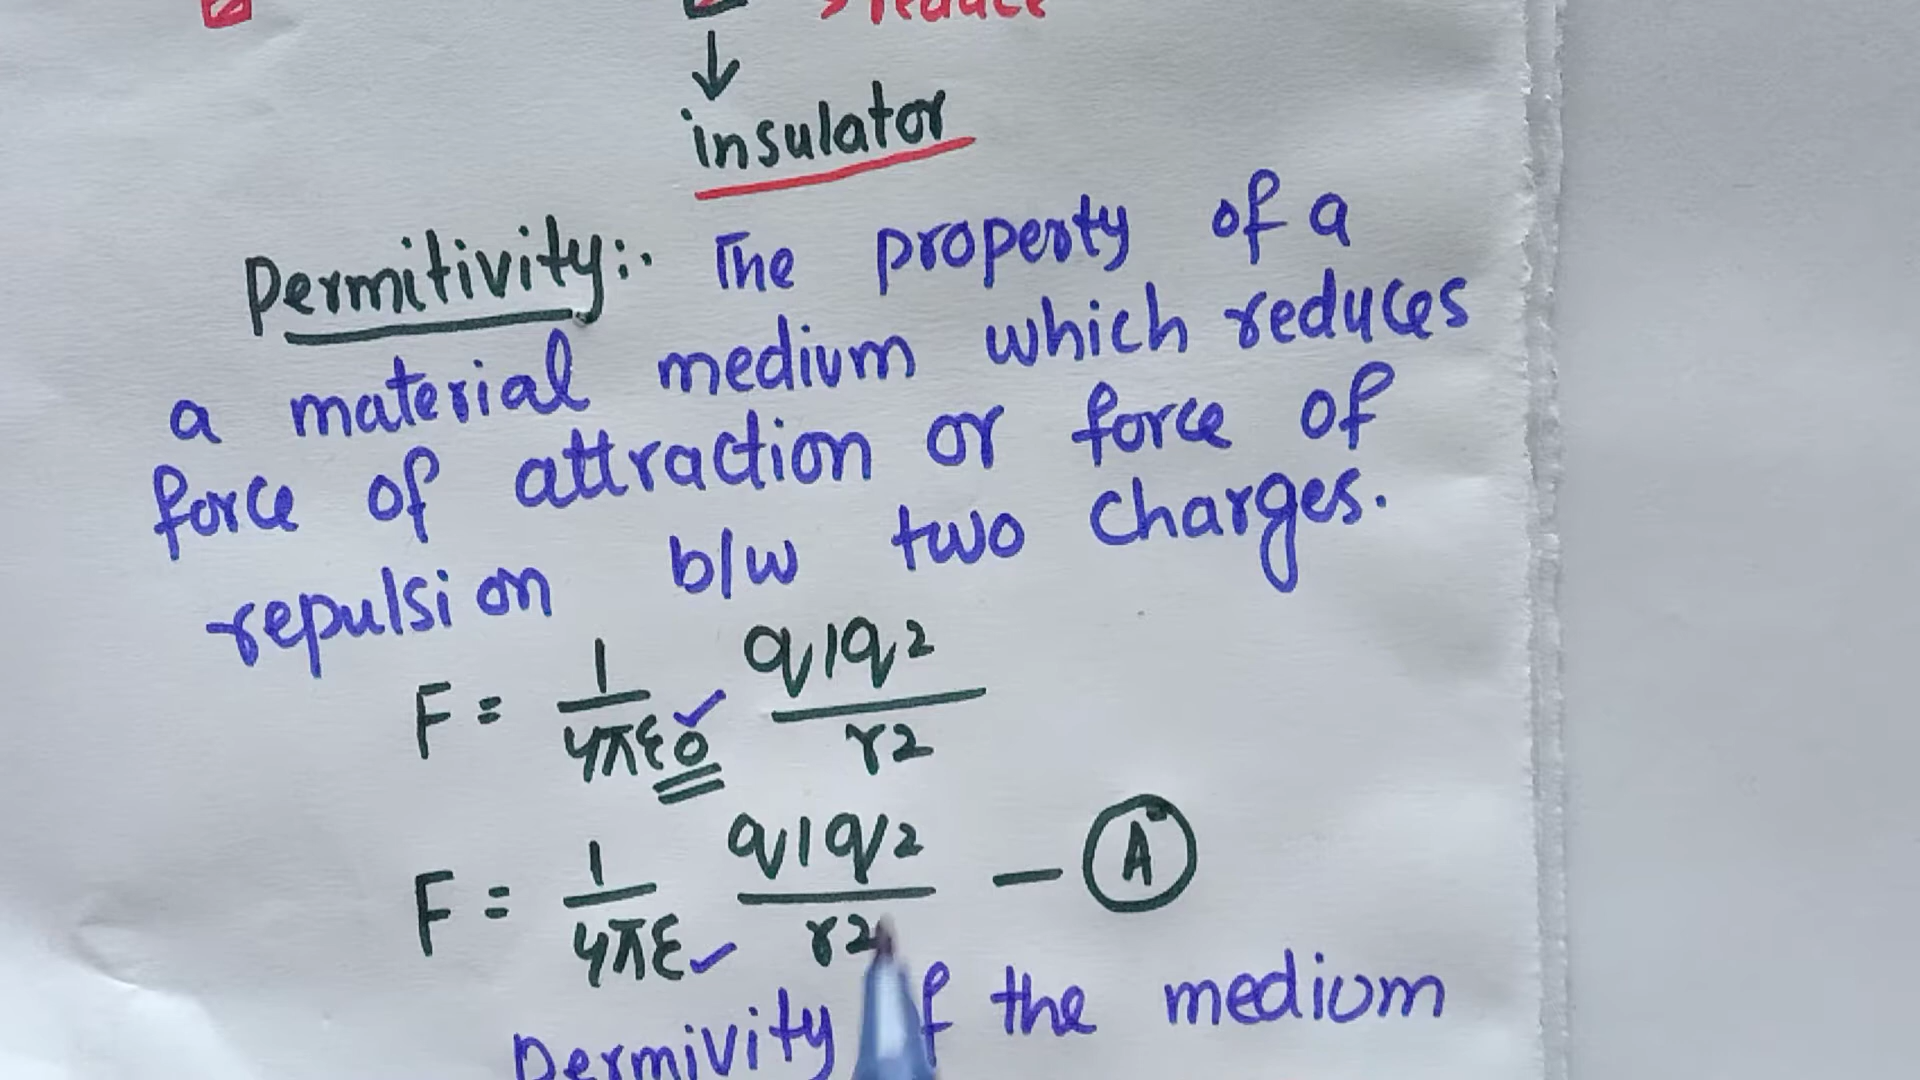 reduce
↓
insulator
Permitivity:. The property of a
a material medium which reduces
force of attraction or force of
repulsion b/w two charges.
F = 1/4πε0 q1q2/r2
F = 1/4πε q1q2/r2 — A
Permivity of the medium